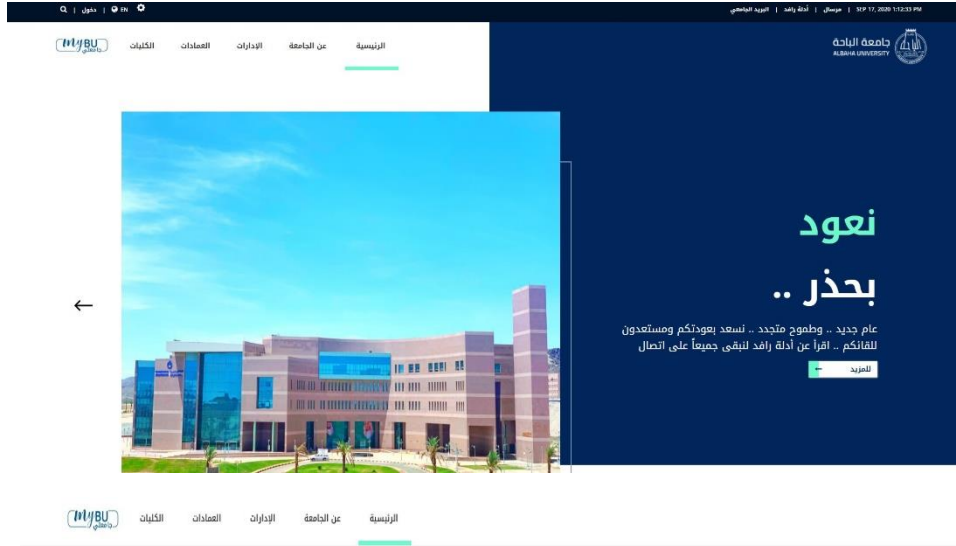 SEP 17, 2020 1:12:33 PM | مرسال | أدلة رافد | البريد الجامعي
EN | دخول |
جامعة الباحة
ALBAHA UNIVERSITY
الرئيسية
عن الجامعة
الإدارات
العمادات
الكليات
MyBU
جامعتي
نعود
بحذر ..
عام جديد .. وطموح متجدد .. نسعد بعودتكم ومستعدون
للقائكم .. اقرأ عن أدلة رافد لنبقى جميعاً على اتصال
للمزيد
الرئيسية
عن الجامعة
الإدارات
العمادات
الكليات
MyBU
جامعتي